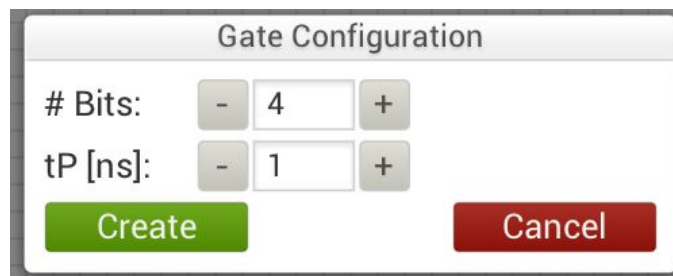 Gate Configuration
# Bits: - 4 +
tP [ns]: - 1 +
Create Cancel